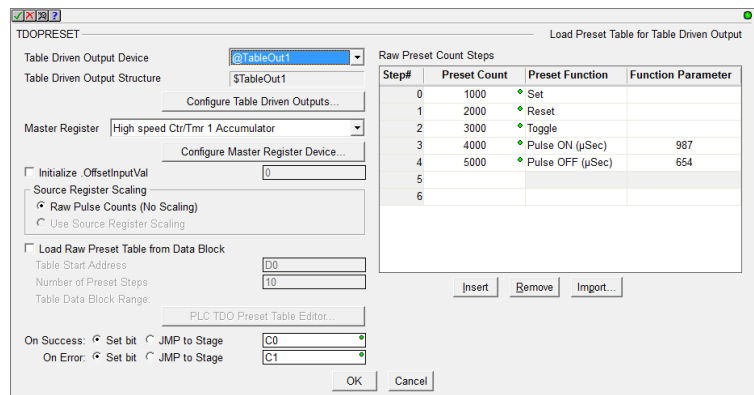 TDOPRESET
Load Preset Table for Table Driven Output
Table Driven Output Device
@TableOut1
Table Driven Output Structure
$TableOut1
Configure Table Driven Outputs...
Master Register
High speed Ctr/Tmr 1 Accumulator
Configure Master Register Device...
Initialize .OffsetInputVal
0
Source Register Scaling
Raw Pulse Counts (No Scaling)
Use Source Register Scaling
Load Raw Preset Table from Data Block
Table Start Address
D0
Number of Preset Steps
10
Table Data Block Range:
PLC TDO Preset Table Editor...
On Success: Set bit JMP to Stage C0
On Error: Set bit JMP to Stage C1
Raw Preset Count Steps
Step# Preset Count Preset Function Function Parameter
0 1000 Set
1 2000 Reset
2 3000 Toggle
3 4000 Pulse ON (µSec) 987
4 5000 Pulse OFF (µSec) 654
5
6
Insert Remove Import...
OK Cancel